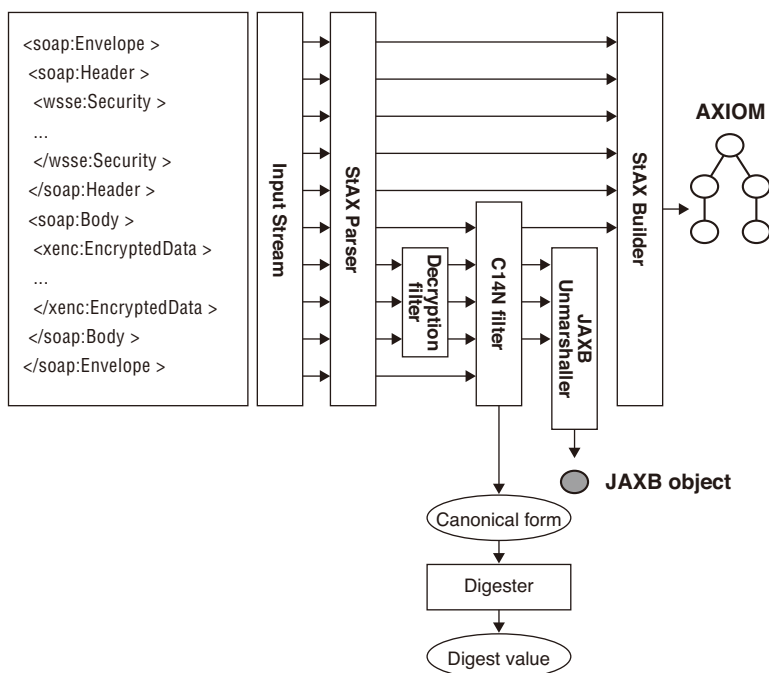 <soap:Envelope >
<soap:Header >
<wsse:Security >
...
</wsse:Security >
</soap:Header >
<soap:Body >
<xenc:EncryptedData >
...
</xenc:EncryptedData >
</soap:Body >
</soap:Envelope >
Input Stream
StAX Parser
Decryption
filter
C14N filter
JAXB
Unmarshaller
StAX Builder
AXIOM
JAXB object
Canonical form
Digester
Digest value